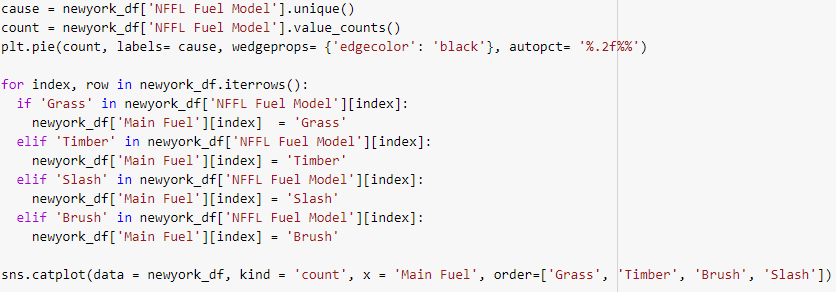 cause = newyork_df['NFFL Fuel Model'].unique()
count = newyork_df['NFFL Fuel Model'].value_counts()
plt.pie(count, labels= cause, wedgeprops= {'edgecolor': 'black'}, autopct= '%.2f%%')

for index, row in newyork_df.iterrows():
  if 'Grass' in newyork_df['NFFL Fuel Model'][index]:
    newyork_df['Main Fuel'][index]  = 'Grass'
  elif 'Timber' in newyork_df['NFFL Fuel Model'][index]:
    newyork_df['Main Fuel'][index] = 'Timber'
  elif 'Slash' in newyork_df['NFFL Fuel Model'][index]:
    newyork_df['Main Fuel'][index] = 'Slash'
  elif 'Brush' in newyork_df['NFFL Fuel Model'][index]:
    newyork_df['Main Fuel'][index] = 'Brush'

sns.catplot(data = newyork_df, kind = 'count', x = 'Main Fuel', order=['Grass', 'Timber', 'Brush', 'Slash'])